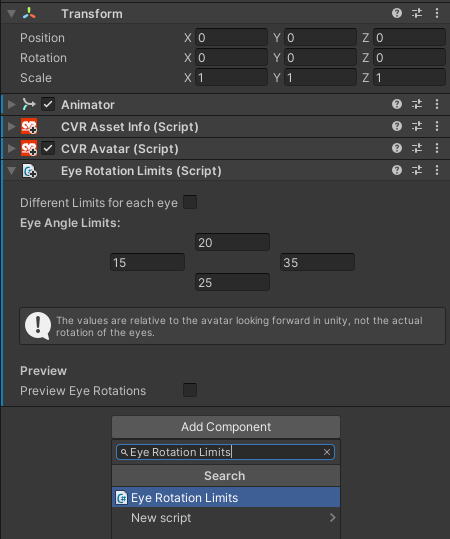 Transform
Position X 0 Y 0 Z 0
Rotation X 0 Y 0 Z 0
Scale X 1 Y 1 Z 1
Animator
CVR Asset Info (Script)
CVR Avatar (Script)
Eye Rotation Limits (Script)
Different Limits for each eye
Eye Angle Limits:
20
15 35
25
The values are relative to the avatar looking forward in unity, not the actual
rotation of the eyes.
Preview
Preview Eye Rotations
Add Component
Eye Rotation Limits
Search
Eye Rotation Limits
New script